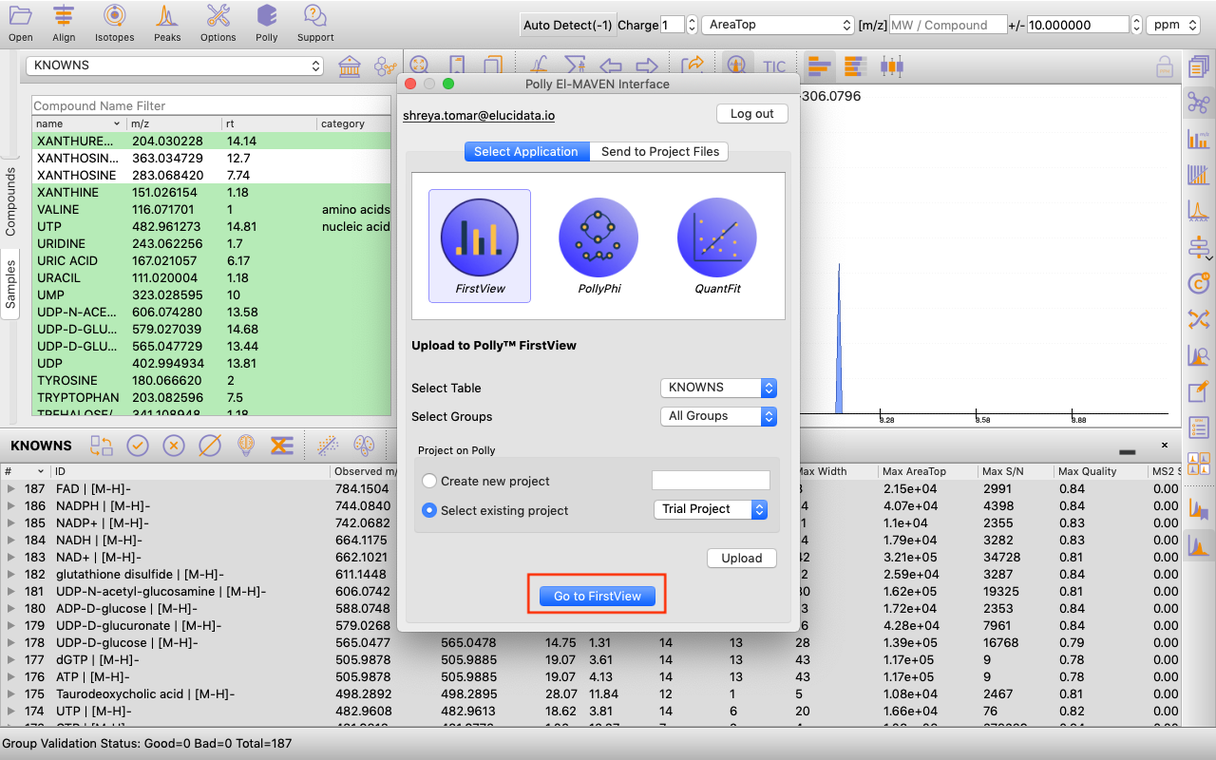 Open Align Isotopes Peaks Options Polly Support
Auto Detect(-1) Charge 1 AreaTop [m/z] MW / Compound +/- 10.000000 ppm
KNOWNS TIC
Compounds
Samples
Compound Name Filter
name m/z rt category
XANTHURE... 204.030228 14.14
XANTHOSIN... 363.034729 12.7
XANTHOSINE 283.068420 7.74
XANTHINE 151.026154 1.18
VALINE 116.071701 1 amino acids
UTP 482.961273 14.81 nucleic acid
URIDINE 243.062256 1.7
URIC ACID 167.021057 6.17
URACIL 111.020004 1.18
UMP 323.028595 10
UDP-N-ACE... 606.074280 13.58
UDP-D-GLU... 579.027039 14.68
UDP-D-GLU... 565.047729 13.44
UDP 402.994934 13.81
TYROSINE 180.066620 2
TRYPTOPHAN 203.082596 7.5
TREHALOSE/ 341.108948 1.18
306.0796
3.28 3.58 3.88
Polly El-MAVEN Interface
shreya.tomar@elucidata.io Log out
Select Application Send to Project Files
FirstView PollyPhi QuantFit
Upload to Polly™ FirstView
Select Table KNOWNS
Select Groups All Groups
Project on Polly
Create new project
Select existing project Trial Project
Upload
Go to FirstView
KNOWNS
# ID Observed m/ Max Width Max AreaTop Max S/N Max Quality MS2 S
187 FAD | [M-H]- 784.1504 2.15e+04 2991 0.84 0.00
186 NADPH | [M-H]- 744.0840 4.07e+04 4398 0.84 0.00
185 NADP+ | [M-H]- 742.0682 1.1e+04 2355 0.83 0.00
184 NADH | [M-H]- 664.1175 1.79e+04 3282 0.83 0.00
183 NAD+ | [M-H]- 662.1021 3.21e+05 34728 0.81 0.00
182 glutathione disulfide | [M-H]- 611.1448 2.59e+04 3287 0.84 0.00
181 UDP-N-acetyl-glucosamine | [M-H]- 606.0742 1.62e+05 19325 0.81 0.00
180 ADP-D-glucose | [M-H]- 588.0748 1.72e+04 2353 0.84 0.00
179 UDP-D-glucuronate | [M-H]- 579.0268 4.28e+04 7961 0.84 0.00
178 UDP-D-glucose | [M-H]- 565.0477 565.0478 14.75 1.31 14 13 28 1.39e+05 16768 0.79 0.00
177 dGTP | [M-H]- 505.9878 505.9885 19.07 3.61 14 13 43 1.17e+05 9 0.78 0.00
176 ATP | [M-H]- 505.9878 505.9885 19.07 4.13 14 13 43 1.17e+05 9 0.78 0.00
175 Taurodeoxycholic acid | [M-H]- 498.2892 498.2895 28.07 11.84 12 1 5 1.08e+04 2467 0.81 0.00
174 UTP | [M-H]- 482.9608 482.9613 18.62 3.81 14 6 20 1.66e+04 76 0.82 0.00
Group Validation Status: Good=0 Bad=0 Total=187